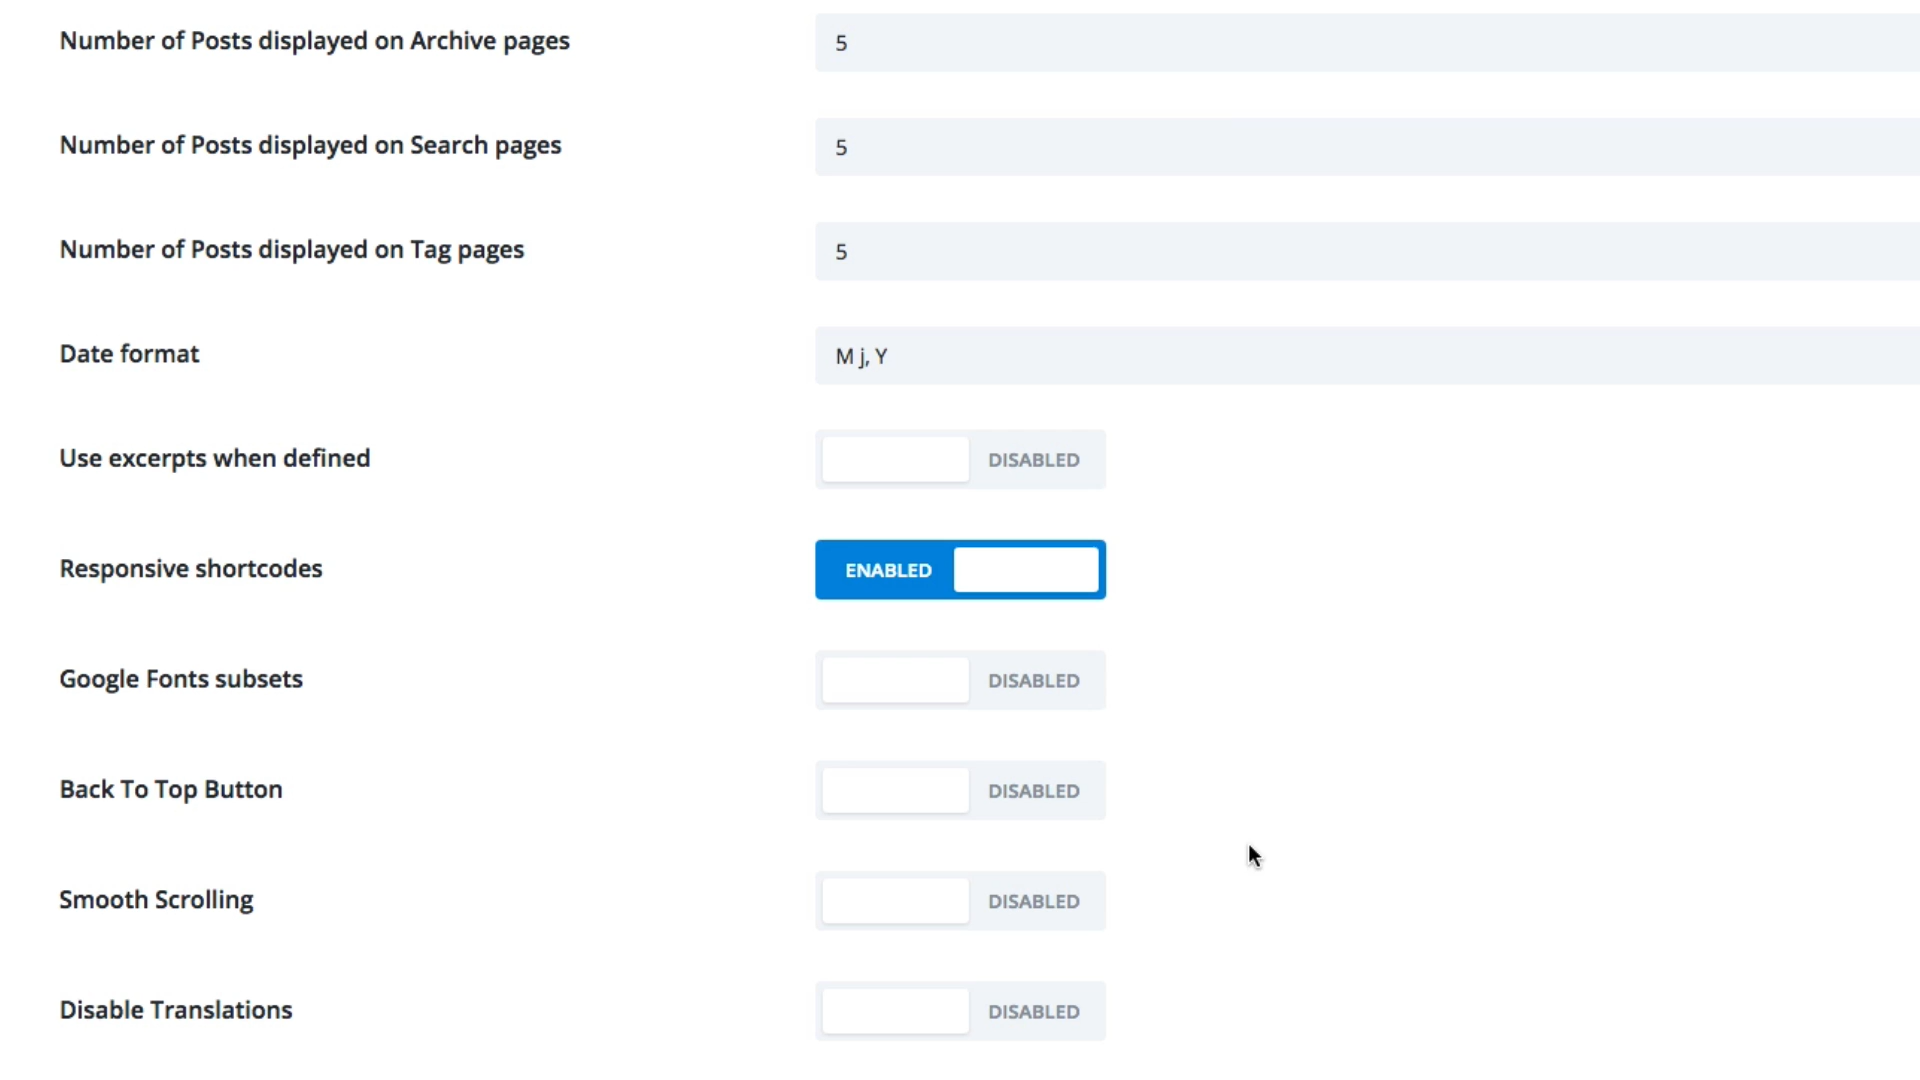 Number of Posts displayed on Archive pages
5
Number of Posts displayed on Search pages
5
Number of Posts displayed on Tag pages
5
Date format
M j, Y
Use excerpts when defined
DISABLED
Responsive shortcodes
ENABLED
Google Fonts subsets
DISABLED
Back To Top Button
DISABLED
Smooth Scrolling
DISABLED
Disable Translations
DISABLED